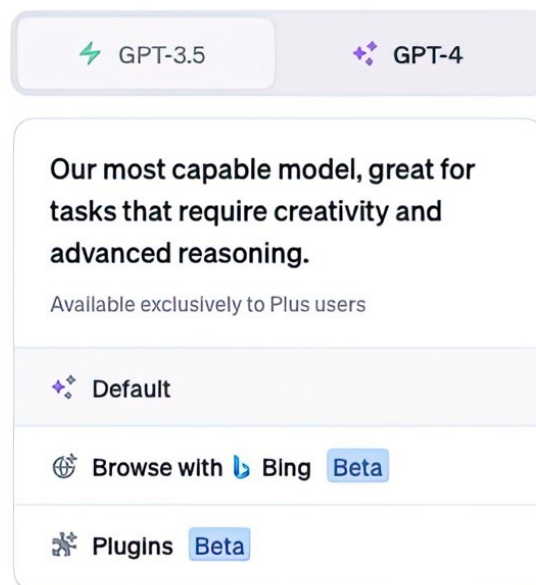 GPT-3.5 GPT-4
Our most capable model, great for
tasks that require creativity and
advanced reasoning.
Available exclusively to Plus users
Default
Browse with Bing Beta
Plugins Beta